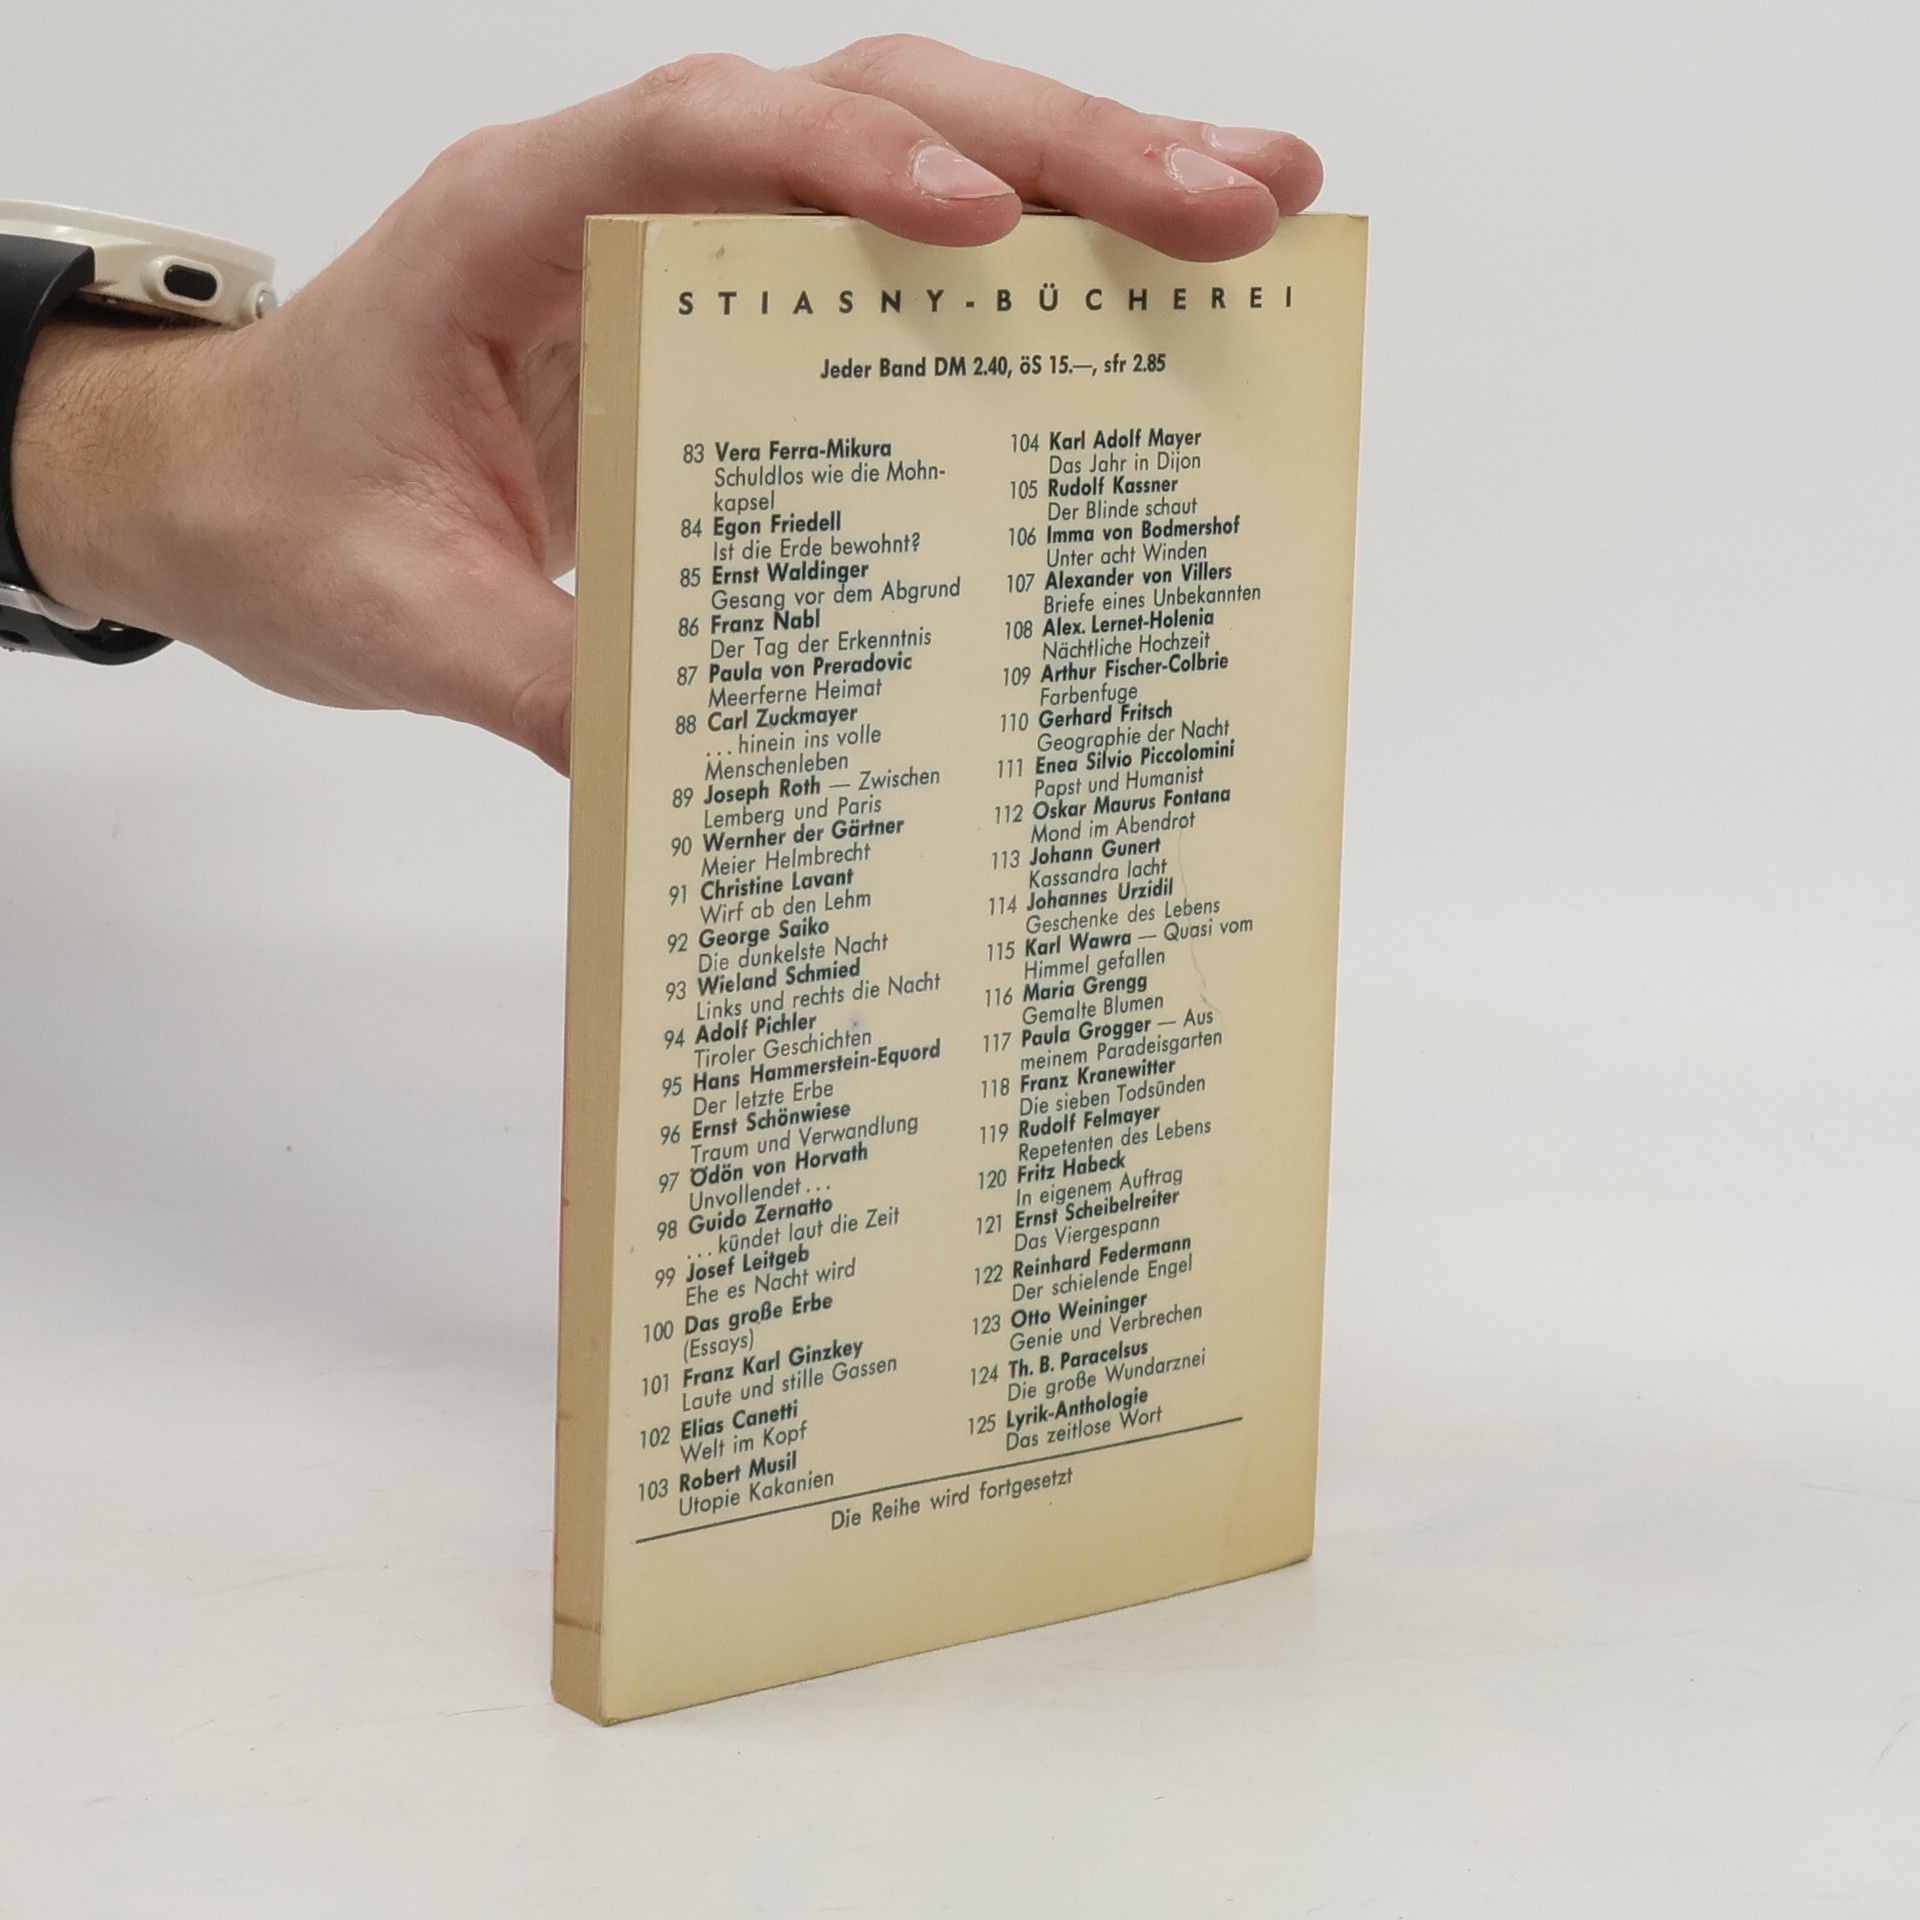 STIASNY-BÜCHEREI
Jeder Band DM 2.40, öS 15.—, sfr 2.85
83 Vera Ferra-Mikura
Schuldlos wie die Mohn-
kapsel
84 Egon Friedell
Ist die Erde bewohnt?
85 Ernst Waldinger
Gesang vor dem Abgrund
86 Franz Nabl
Der Tag der Erkenntnis
87 Paula von Preradovic
Meerferne Heimat
88 Carl Zuckmayer
...hinein ins volle
Menschenleben
89 Joseph Roth — Zwischen
Lemberg und Paris
90 Wernher der Gärtner
Meier Helmbrecht
91 Christine Lavant
Wirf ab den Lehm
92 George Saiko
Die dunkelste Nacht
93 Wieland Schmied
Links und rechts die Nacht
94 Adolf Pichler
Tiroler Geschichten
95 Hans Hammerstein-Equord
Der letzte Erbe
96 Ernst Schönwiese
Traum und Verwandlung
97 Ödön von Horvath
Unvollendet...
98 Guido Zernatto
...kündet laut die Zeit
99 Josef Leitgeb
Ehe es Nacht wird
100 Das große Erbe
(Essays)
101 Franz Karl Ginzkey
Laute und stille Gassen
102 Elias Canetti
Welt im Kopf
103 Robert Musil
Utopie Kakanien
104 Karl Adolf Mayer
Das Jahr in Dijon
105 Rudolf Kassner
Der Blinde schaut
106 Imma von Bodmershof
Unter acht Winden
107 Alexander von Villers
Briefe eines Unbekannten
108 Alex. Lernet-Holenia
Nächtliche Hochzeit
109 Arthur Fischer-Colbrie
Farbenfuge
110 Gerhard Fritsch
Geographie der Nacht
111 Enea Silvio Piccolomini
Papst und Humanist
112 Oskar Maurus Fontana
Mond im Abendrot
113 Johann Gunert
Kassandra lacht
114 Johannes Urzidil
Geschenke des Lebens
115 Karl Wawra — Quasi vom
Himmel gefallen
116 Maria Grengg
Gemalte Blumen
117 Paula Grogger — Aus
meinem Paradeisgarten
118 Franz Kranewitter
Die sieben Todsünden
119 Rudolf Felmayer
Repetenten des Lebens
120 Fritz Habeck
In eigenem Auftrag
121 Ernst Scheibelreiter
Das Viergespann
122 Reinhard Federmann
Der schielende Engel
123 Otto Weininger
Genie und Verbrechen
124 Th. B. Paracelsus
Die große Wundarznei
125 Lyrik-Anthologie
Das zeitlose Wort
Die Reihe wird fortgesetzt